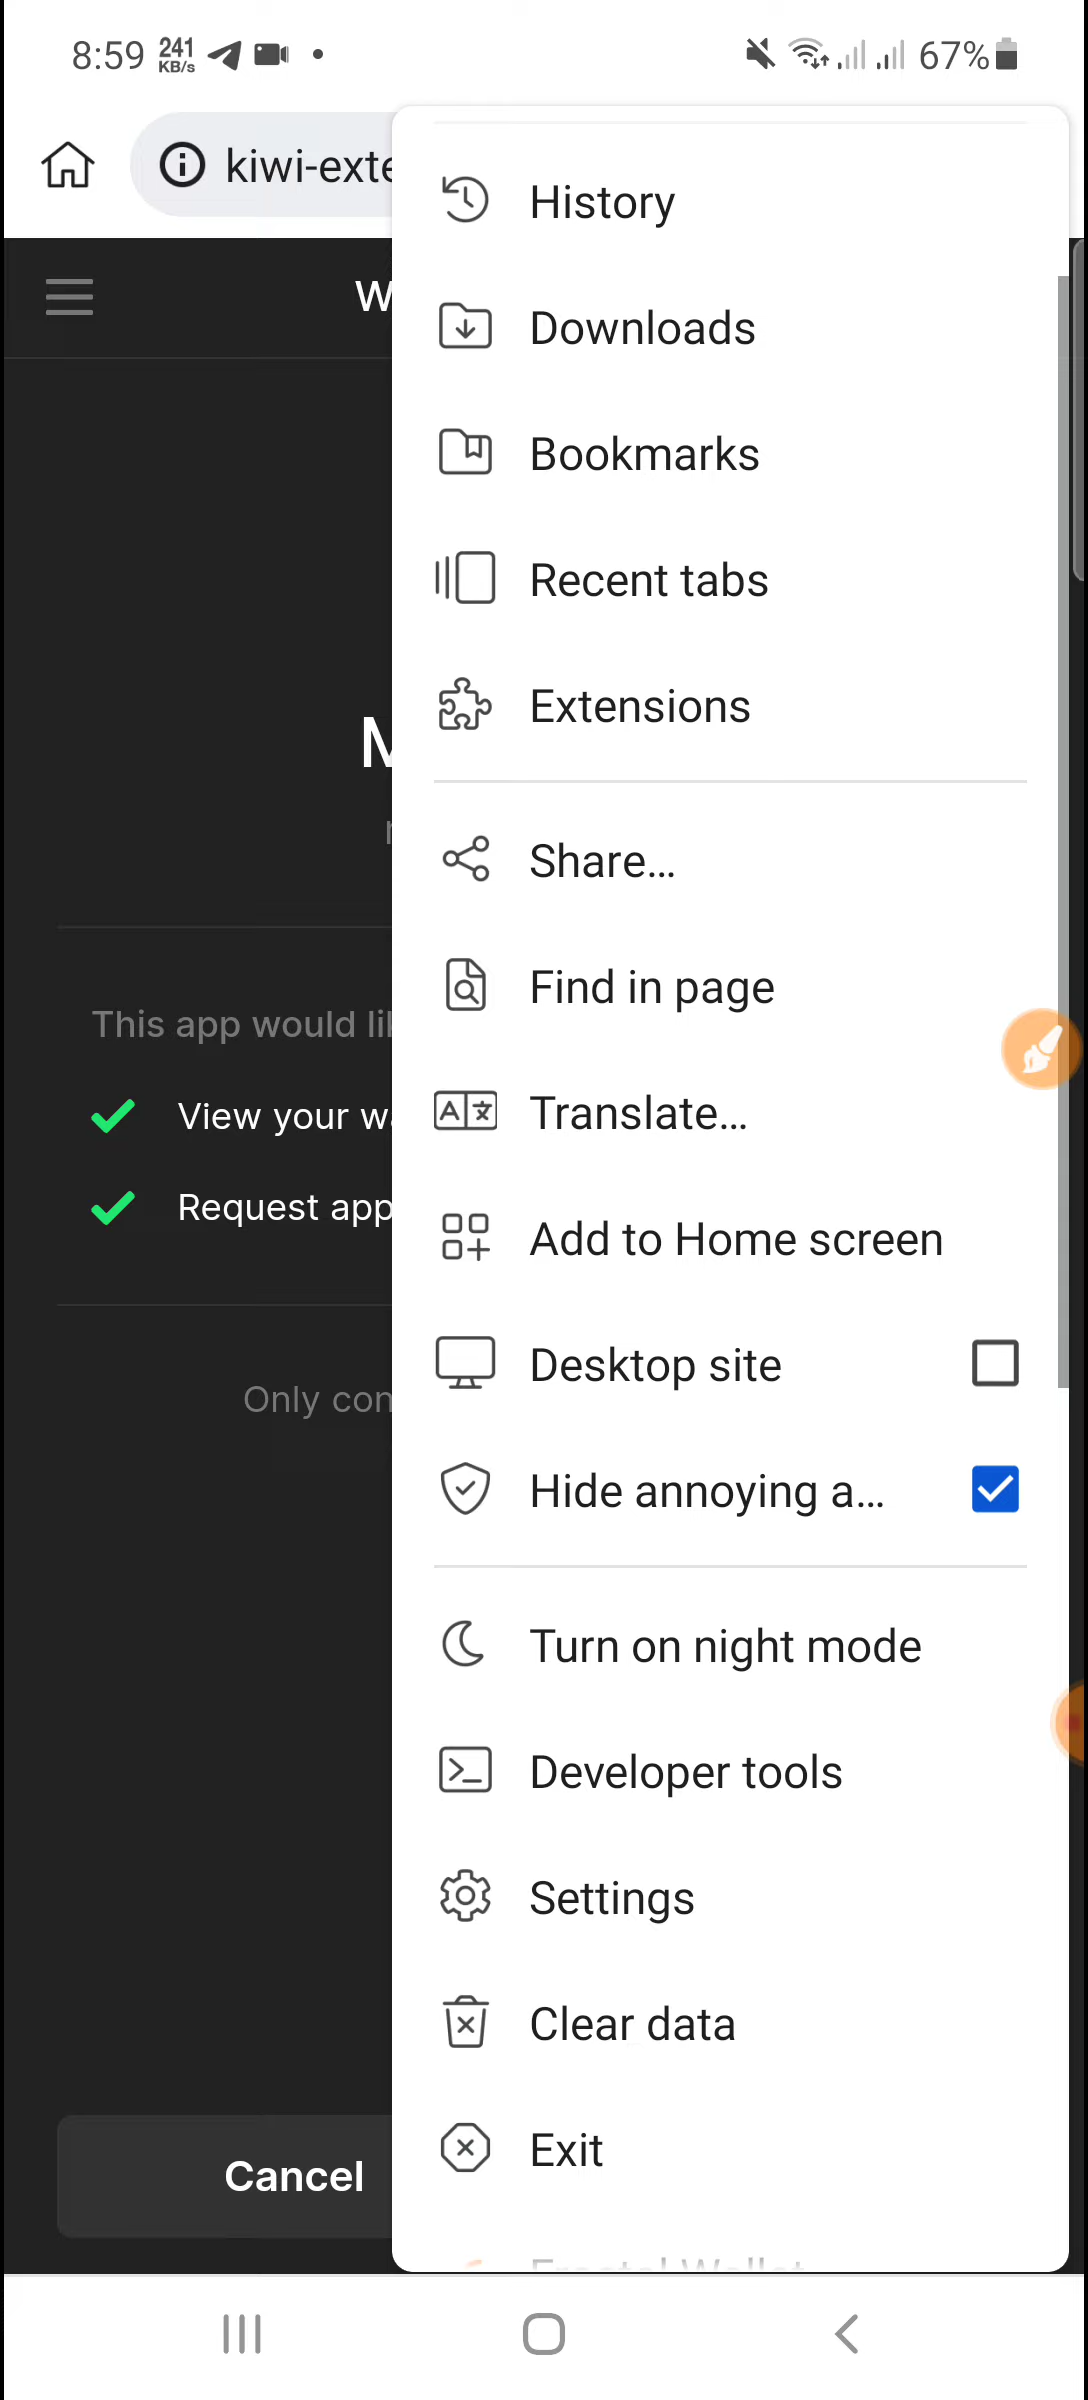 8:59 241 KB/s 67%
kiwi-exte
W
History
Downloads
Bookmarks
Recent tabs
Extensions
M
Share...
Find in page
This app would lik
View your wa
Translate...
Request app
Add to Home screen
Desktop site
Only con
Hide annoying a...
Turn on night mode
Developer tools
Settings
Clear data
Exit
Cancel